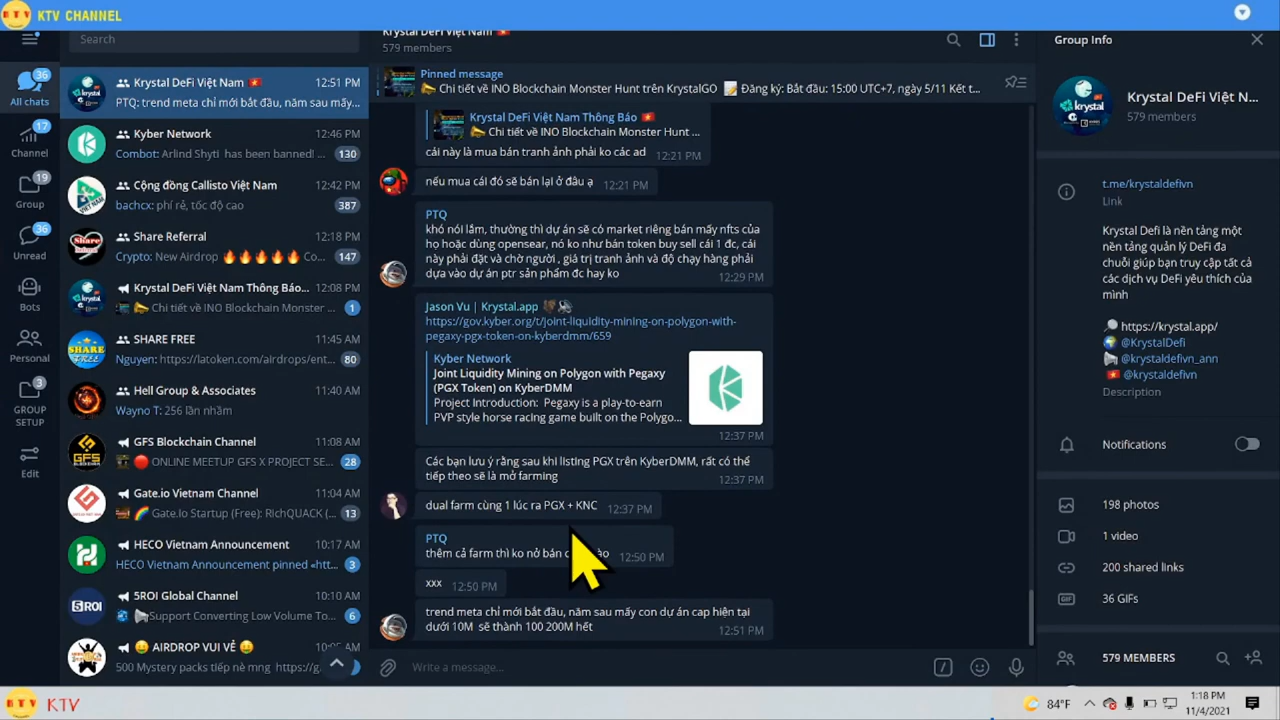 KTV CHANNEL
All chats
36
Channel
17
Group
19
Unread
36
Bots
Personal
GROUP
SETUP
3
Edit
Search
Krystal DeFi Việt Nam 🇻🇳 12:51 PM
PTQ: trend meta chỉ mới bắt đầu, năm sau mấy...
Kyber Network 12:46 PM
Combot: Arlind Shyti has been banned! ... 130
Cộng đồng Callisto Việt Nam 12:42 PM
bachcx: phí rẻ, tốc độ cao 387
Share Referral 12:18 PM
Crypto: New Airdrop 🔥🔥🔥🔥🔥 Co... 147
Krystal DeFi Việt Nam Thông Báo... 12:08 PM
📣 Chi tiết về INO Blockchain Monster ... 1
SHARE FREE 11:45 AM
Nguyen: https://latoken.com/airdrops/ent... 80
Hell Group & Associates 11:40 AM
Wayno T: 256 lần nhầm
GFS Blockchain Channel 11:08 AM
🔴 ONLINE MEETUP GFS X PROJECT SE... 28
Gate.io Vietnam Channel 11:04 AM
🌈 Gate.Io Startup (Free): RichQUACK (... 13
HECO Vietnam Announcement 10:17 AM
HECO Vietnam Announcement pinned «htt... 3
5ROI Global Channel 10:10 AM
📢Support Converting Low Volume To... 6
🤑 AIRDROP VUI VẺ 🤑
500 Mystery packs tiếp nè mng https://g
Krystal DeFi Việt Nam 🇻🇳
579 members
Pinned message
📣 Chi tiết về INO Blockchain Monster Hunt trên KrystalGO 📝 Đăng ký: Bắt đầu: 15:00 UTC+7, ngày 5/11 Kết t...
Krystal DeFi Việt Nam Thông Báo 🇻🇳
📣 Chi tiết về INO Blockchain Monster Hunt ...
cái này là mua bán tranh ảnh phải ko các ad 12:21 PM
nếu mua cái đó sẽ bán lại ở đâu ạ 12:21 PM
PTQ
khó nói lắm, thường thì dự án sẽ có market riêng bán mấy nfts của
họ hoặc dùng opensear, nó ko như bán token buy sell cái 1 đc, cái
này phải đặt và chờ người , giá trị tranh ảnh và độ chạy hàng phải
dựa vào dự án ptr sản phẩm đc hay ko 12:29 PM
Jason Vu | Krystal.app
https://gov.kyber.org/t/joint-liquidity-mining-on-polygon-with-
pegaxy-pgx-token-on-kyberdmm/659
Kyber Network
Joint Liquidity Mining on Polygon with Pegaxy
(PGX Token) on KyberDMM
Project Introduction: Pegaxy is a play-to-earn
PVP style horse racing game built on the Polygo...
12:37 PM
Các bạn lưu ý rằng sau khi listing PGX trên KyberDMM, rất có thể
tiếp theo sẽ là mở farming 12:37 PM
dual farm cùng 1 lúc ra PGX + KNC 12:37 PM
PTQ
thêm cả farm thì ko nở bán 12:50 PM
xxx 12:50 PM
trend meta chỉ mới bắt đầu, năm sau mấy con dự án cap hiện tại
dưới 10M sẽ thành 100 200M hết 12:51 PM
Write a message...
Group Info
Krystal DeFi Việt N...
579 members
t.me/krystaldefivn
Link
Krystal Defi là nền tảng một
nền tảng quản lý DeFi đa
chuỗi giúp bạn truy cập tất cả
các dịch vụ DeFi yêu thích của
mình
🔎 https://krystal.app/
🌍 @KrystalDefi
📢 @krystaldefivn_ann
🇻🇳 @krystaldefivn
Description
Notifications
198 photos
1 video
200 shared links
36 GIFs
579 MEMBERS
KTV
84°F
1:18 PM
11/4/2021